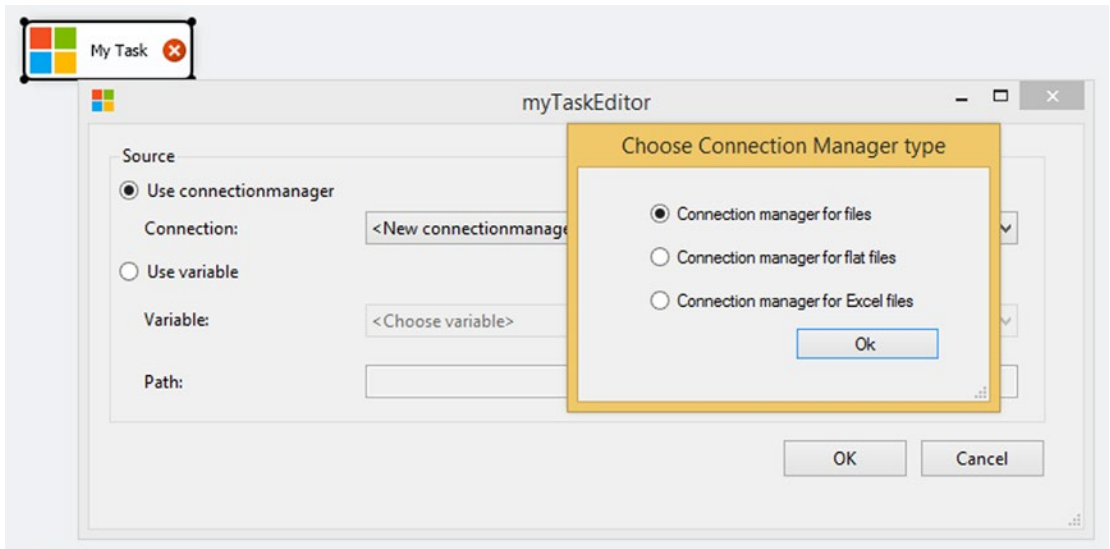 My Task
myTaskEditor
Choose Connection Manager type
Source
Use connectionmanager
Connection:
<New connectionmanage
Use variable
Variable:
<Choose variable>
Path:
Connection manager for files
Connection manager for flat files
Connection manager for Excel files
Ok
OK
Cancel